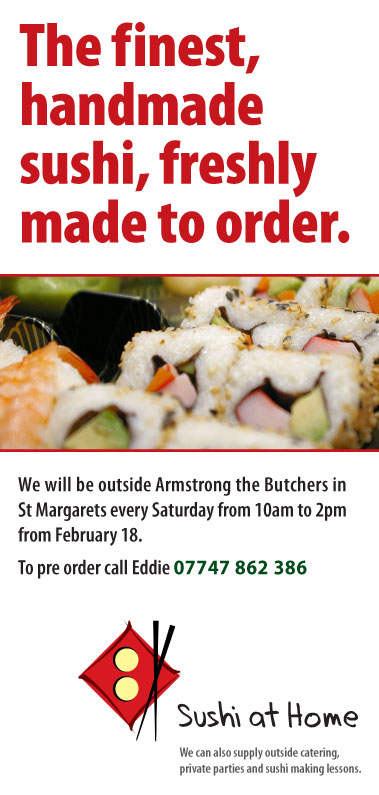 The finest,
handmade
sushi, freshly
made to order.
We will be outside Armstrong the Butchers in
St Margarets every Saturday from 10am to 2pm
from February 18.
To pre order call Eddie 07747 862 386
Sushi at Home
We can also supply outside catering,
private parties and sushi making lessons.